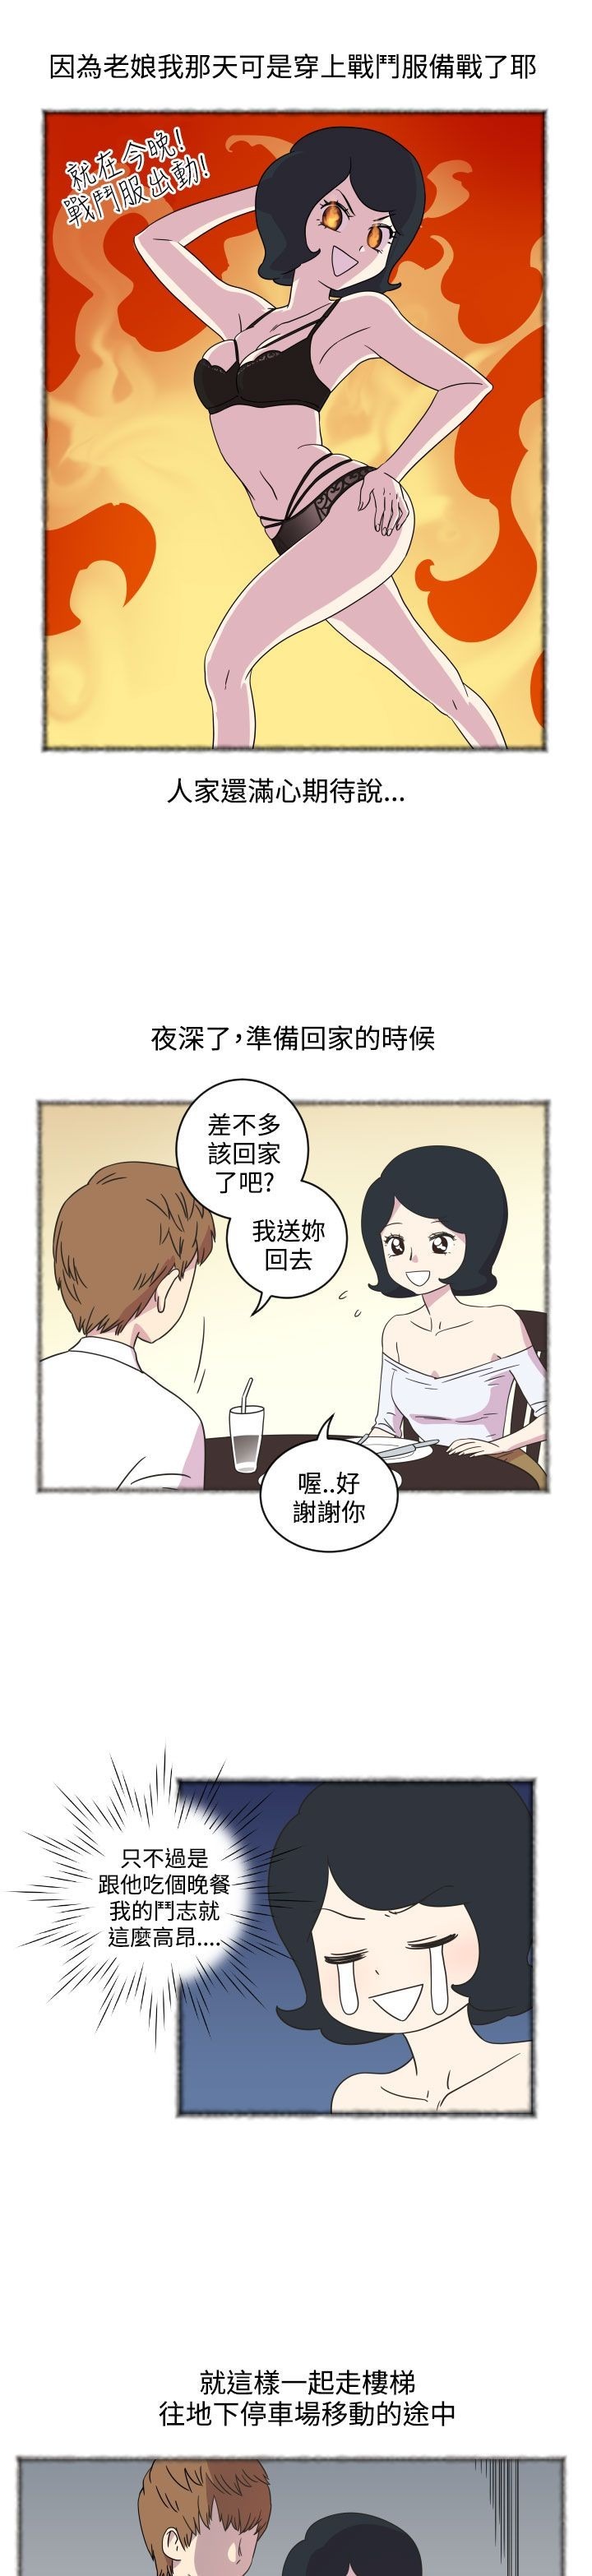 因為老娘我那天可是穿上戰鬥服備戰了耶
就在今晚!
戰鬥服出動!
人家還滿心期待說...
夜深了,準備回家的時候
差不多
該回家
了吧?
我送妳
回去
喔..好
謝謝你
只不過是
跟他吃個晚餐
我的鬥志就
這麼高昂....
就這樣一起走樓梯
往地下停車場移動的途中